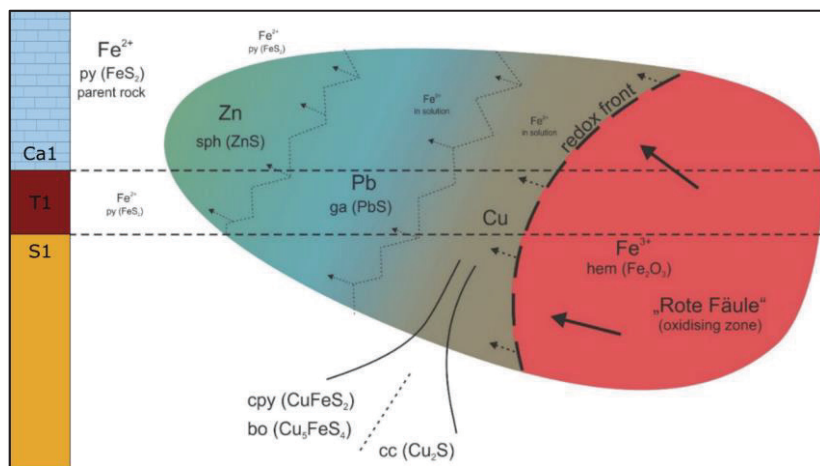 Fe²⁺
py (FeS₂)
parent rock
Ca1
T1
S1
Fe²⁺
py (FeS₂)
Fe²⁺
py (FeS₂)
Zn
sph (ZnS)
Pb
ga (PbS)
Fe²⁺
in solution
Fe²⁺
in solution
redox front
Cu
Fe³⁺
hem (Fe₂O₃)
„Rote Fäule“
(oxidising zone)
cpy (CuFeS₂)
bo (Cu₅FeS₄)
cc (Cu₂S)